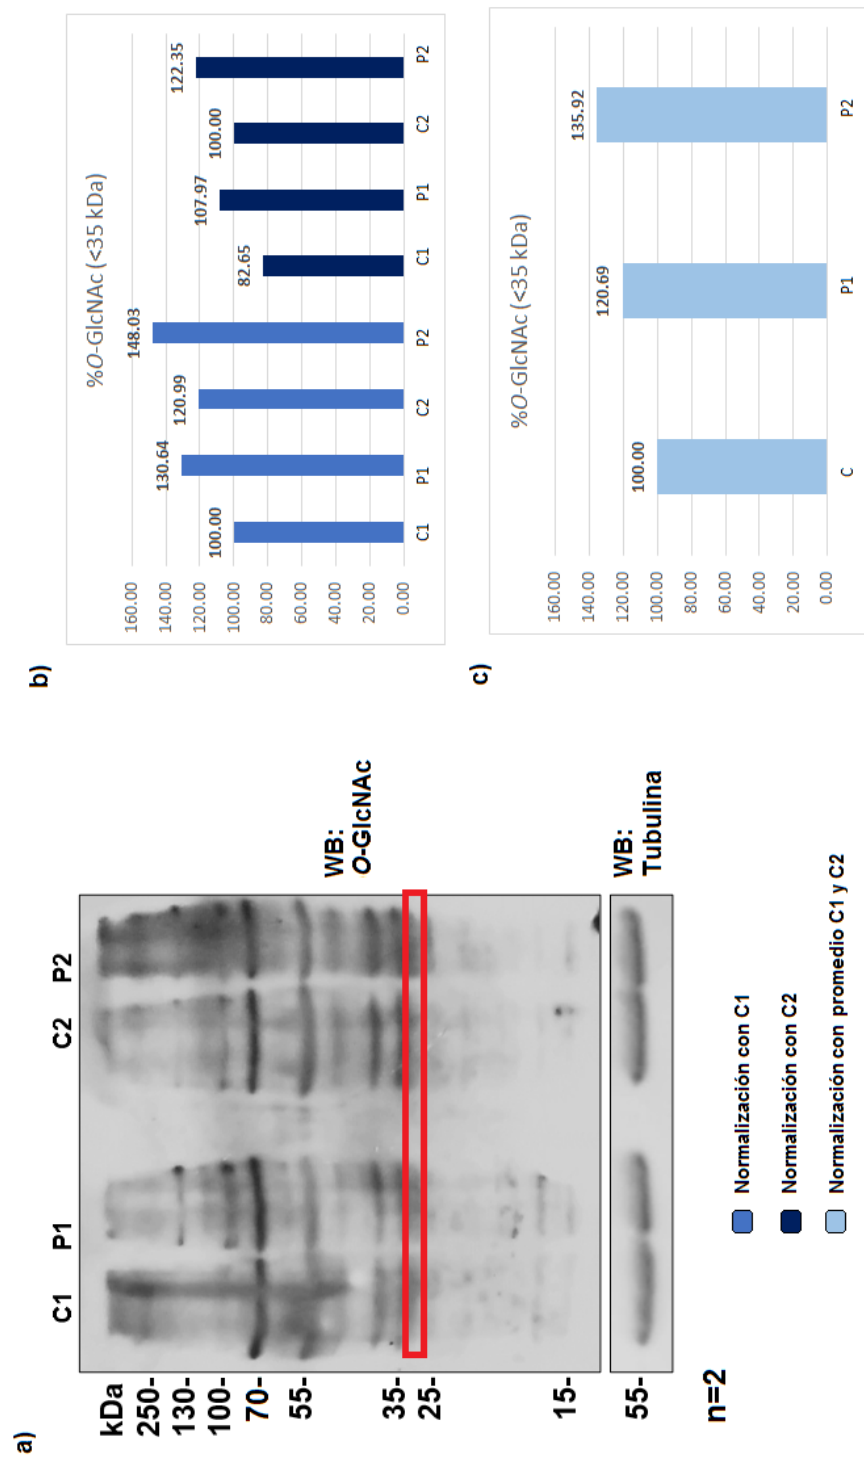 a)
C1 P1 C2 P2
kDa
250-
130-
100-
70-
55-
35-
25-
15-
55-
WB:
O-GlcNAc
WB:
Tubulina
n=2
Normalización con C1
Normalización con C2
Normalización con promedio C1 y C2
b)
%O-GlcNAc (<35 kDa)
160.00
140.00
120.00
100.00
80.00
60.00
40.00
20.00
0.00
100.00 130.64 120.99 148.03 82.65 107.97 100.00 122.35
C1 P1 C2 P2 C1 P1 C2 P2
c)
%O-GlcNAc (<35 kDa)
160.00
140.00
120.00
100.00
80.00
60.00
40.00
20.00
0.00
100.00 120.69 135.92
C P1 P2